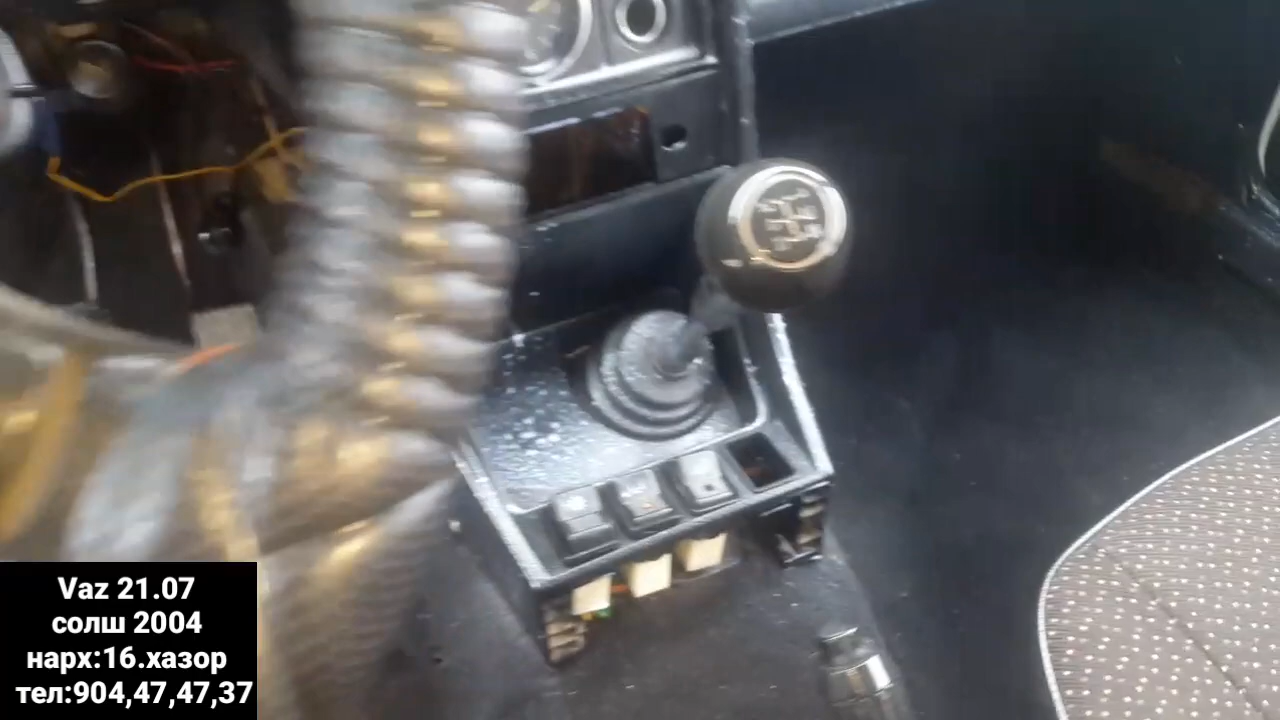 Vaz 21.07
солш 2004
нарх:16.хазор
тел:904,47,47,37